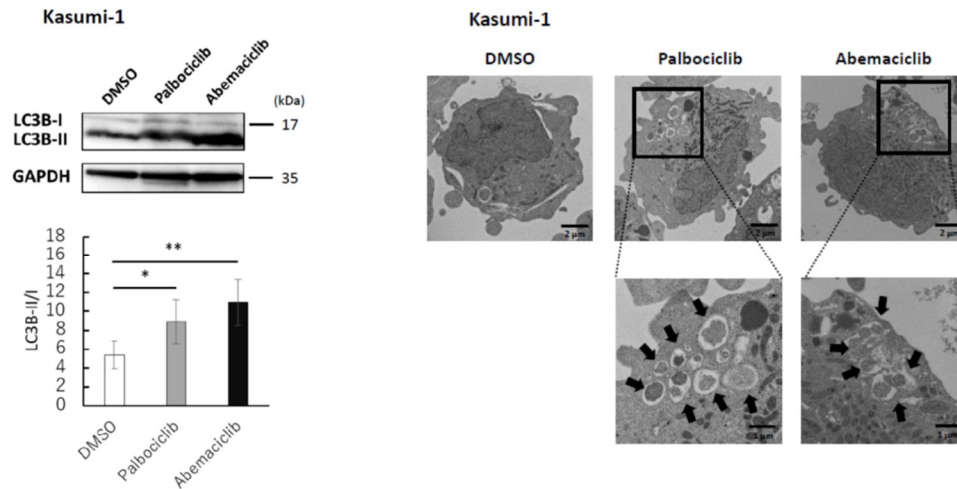 Kasumi-1
DMSO
Palbociclib
Abemaciclib
(kDa)
LC3B-I
17
LC3B-II
GAPDH
35
18
16
14
12
10
8
6
4
2
0
LC3B-II/I
**
*
DMSO
Palbociclib
Abemaciclib
Kasumi-1
DMSO Palbociclib Abemaciclib
2 μm 2 μm 2 μm
1 μm 1 μm